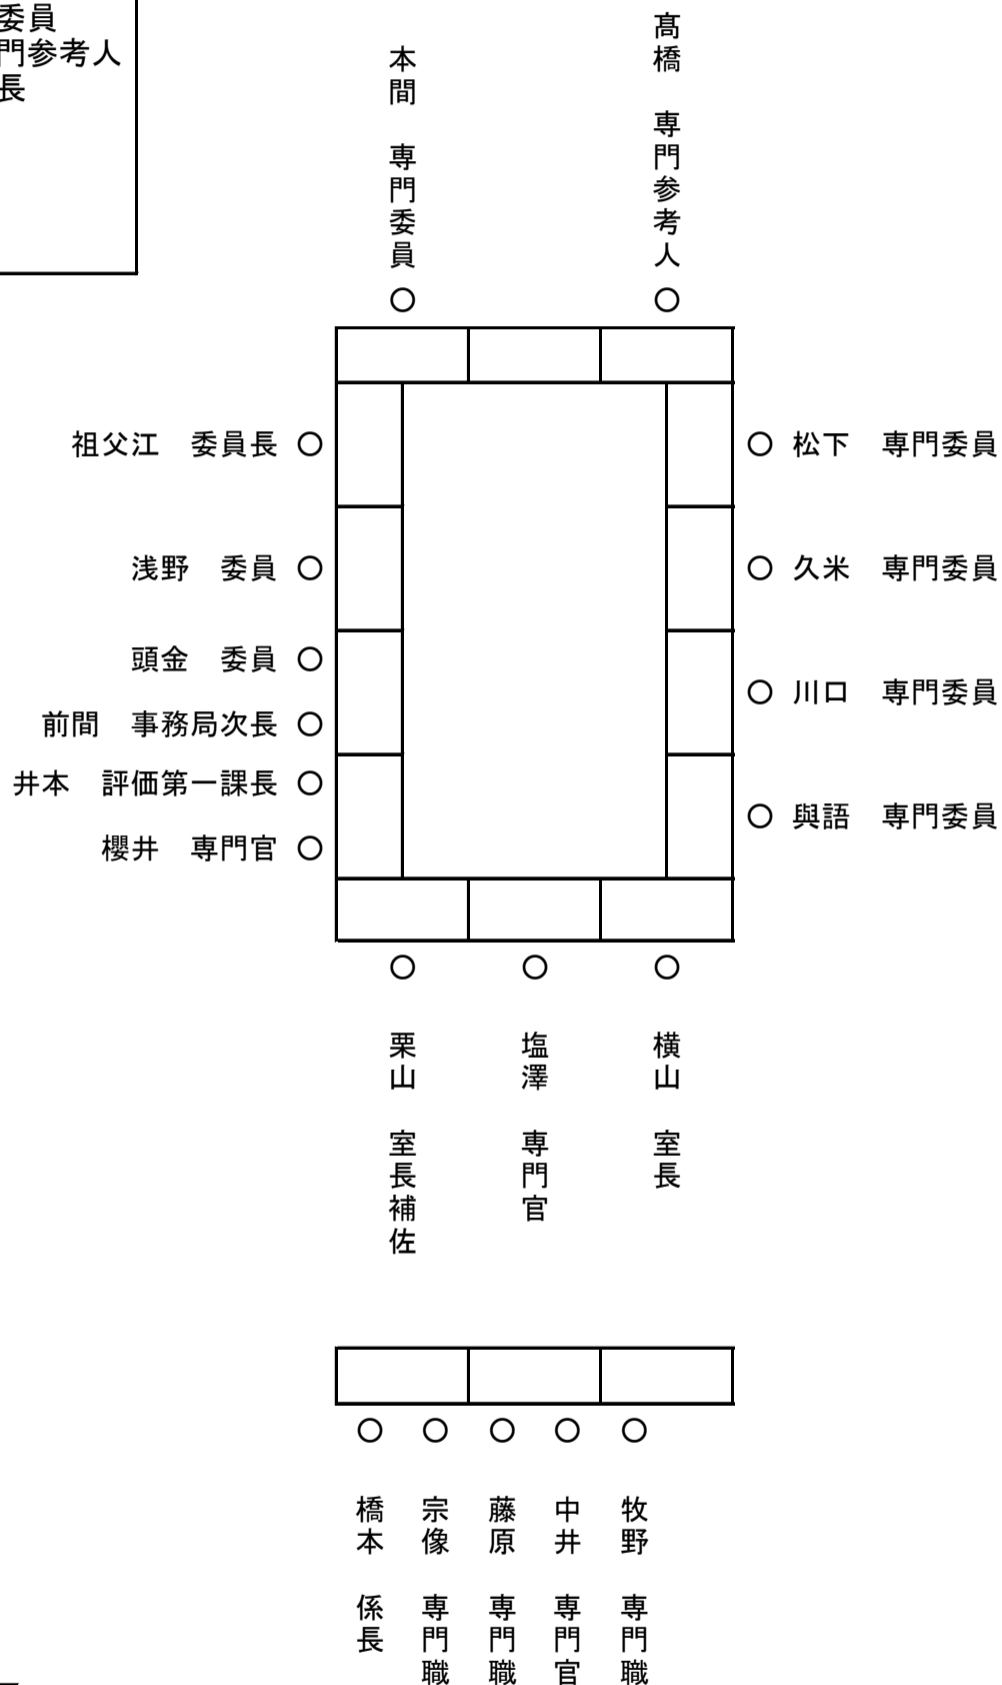 委員
門参考人
長
本間　専門委員
髙橋　専門参考人
祖父江　委員長
松下　専門委員
浅野　委員
久米　専門委員
頭金　委員
川口　専門委員
前間　事務局次長
井本　評価第一課長
與語　専門委員
櫻井　専門官
栗山　室長補佐
塩澤　専門官
横山　室長
橋本　係長
宗像　専門職
藤原　専門職
中井　専門官
牧野　専門職